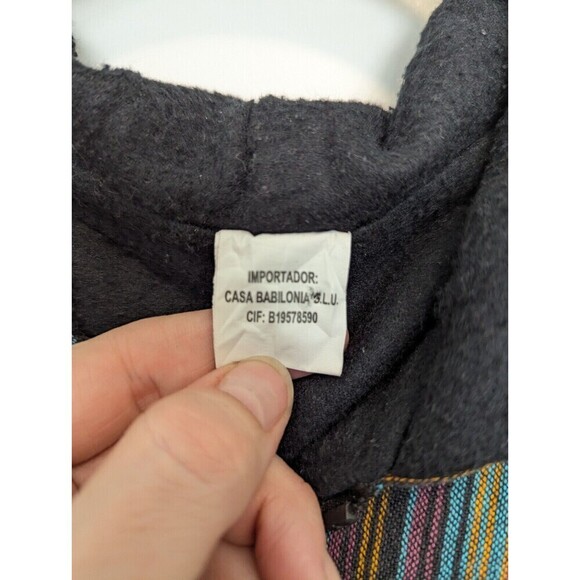 IMPORTADOR:
CASA BABILONIA S.L.U.
CIF: B19578590